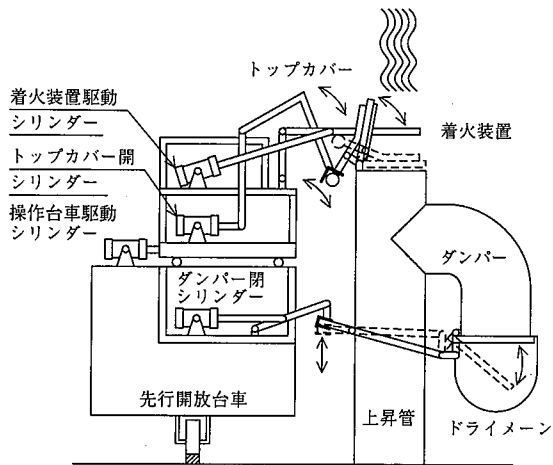 トップカバー
着火装置駆動
シリンダー
着火装置
トップカバー開
シリンダー
操作台車駆動
シリンダー
ダンパー
ダンパー閉
シリンダー
先行開放台車
上昇管
ドライメーン